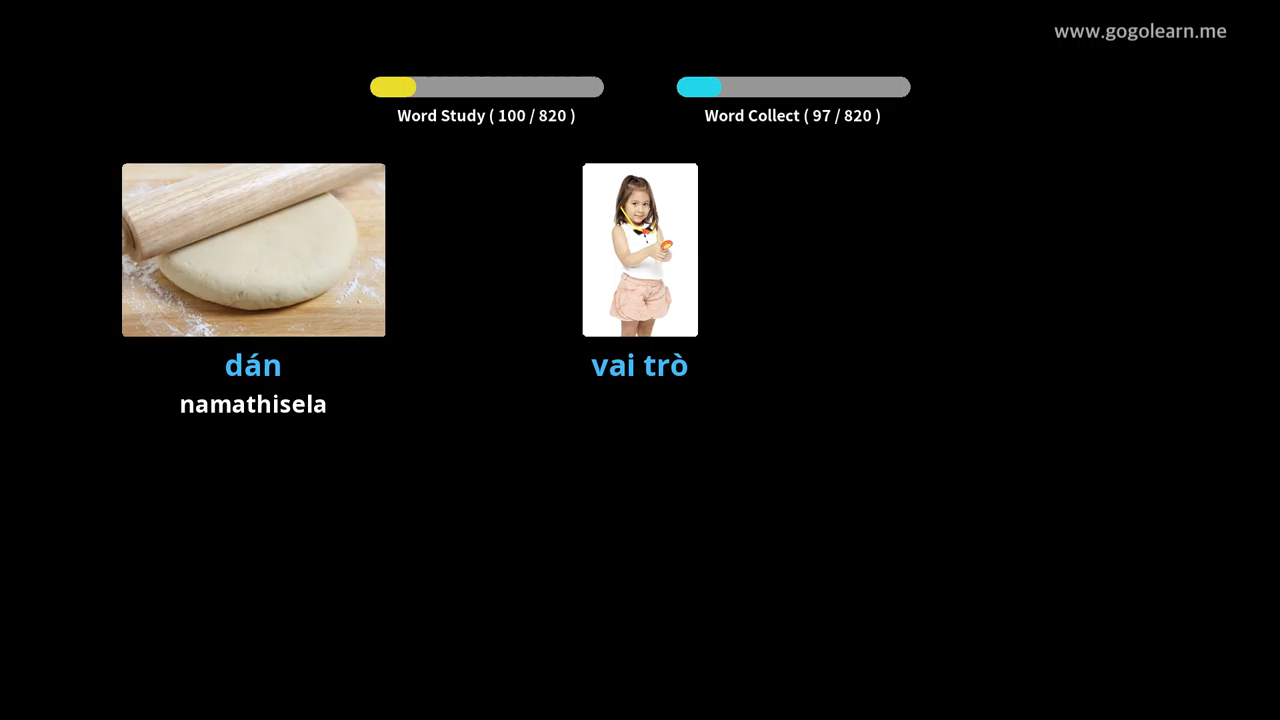 www.gogolearn.me
Word Study ( 100 / 820 )
Word Collect ( 97 / 820 )
dán
namathisela
vai trò